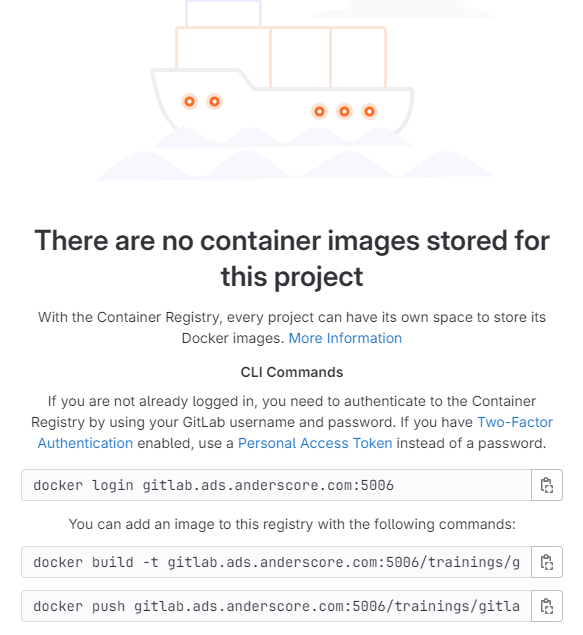 There are no container images stored for
this project
With the Container Registry, every project can have its own space to store its
Docker images. More Information
CLI Commands
If you are not already logged in, you need to authenticate to the Container
Registry by using your GitLab username and password. If you have Two-Factor
Authentication enabled, use a Personal Access Token instead of a password.
docker login gitlab.ads.anderscore.com:5006
You can add an image to this registry with the following commands:
docker build -t gitlab.ads.anderscore.com:5006/trainings/g
docker push gitlab.ads.anderscore.com:5006/trainings/gitla